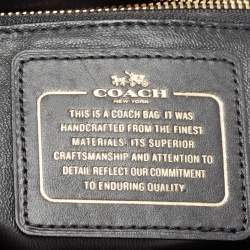 COACH
NEW YORK
THIS IS A COACH BAG. IT WAS
HANDCRAFTED FROM THE FINEST
MATERIALS. ITS SUPERIOR
CRAFTSMANSHIP AND ATTENTION TO
DETAIL REFLECT OUR COMMITMENT
TO ENDURING QUALITY.